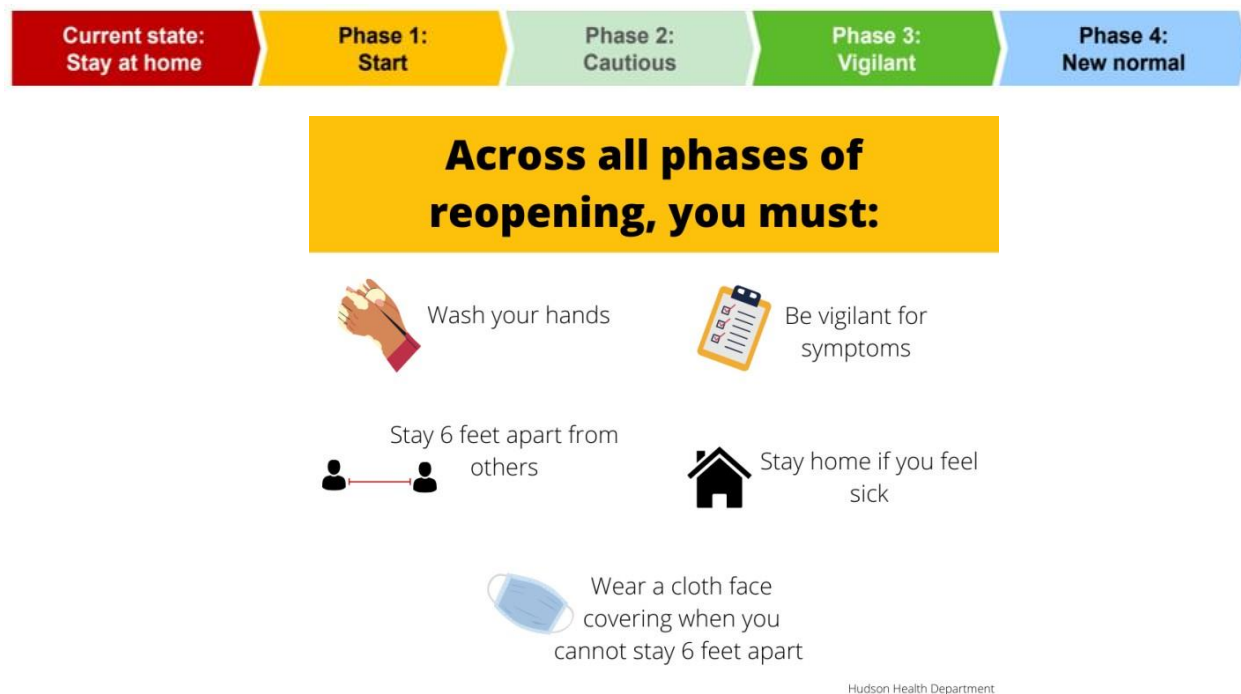 Current state:
Stay at home
Phase 1:
Start
Phase 2:
Cautious
Phase 3:
Vigilant
Phase 4:
New normal
Across all phases of
reopening, you must:
Wash your hands
Be vigilant for
symptoms
Stay 6 feet apart from
others
Stay home if you feel
sick
Wear a cloth face
covering when you
cannot stay 6 feet apart
Hudson Health Department